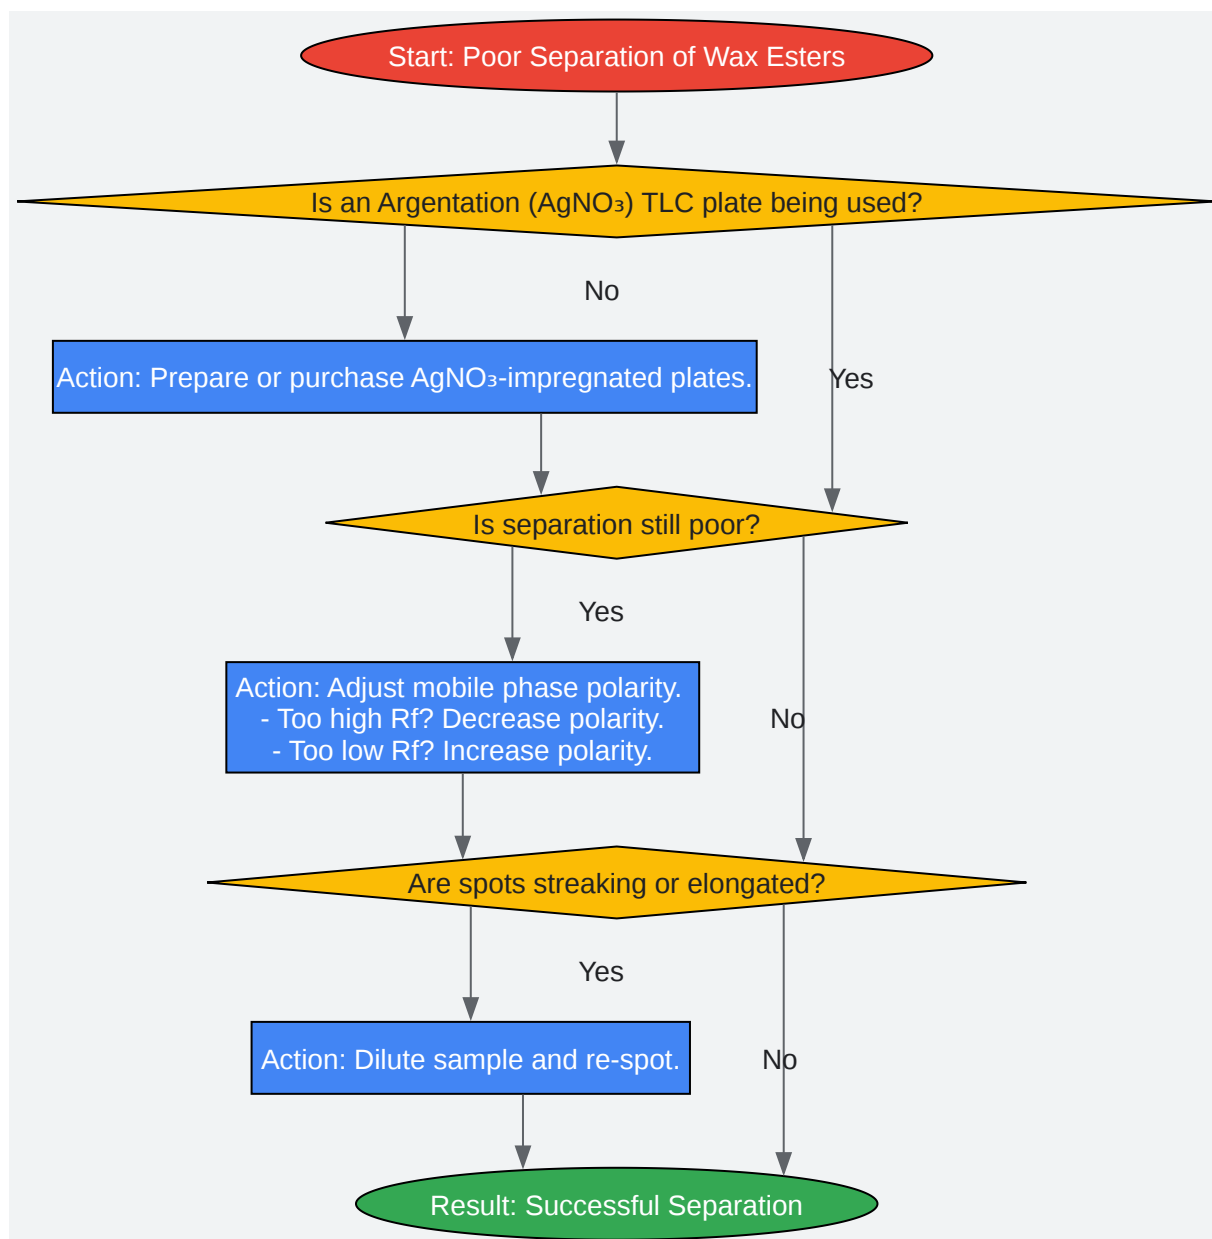 Start: Poor Separation of Wax Esters
Is an Argentation (AgNO₃) TLC plate being used?
No
Action: Prepare or purchase AgNO₃-impregnated plates.
Yes
Is separation still poor?
Yes
Action: Adjust mobile phase polarity.
- Too high Rf? Decrease polarity.
- Too low Rf? Increase polarity.
No
Are spots streaking or elongated?
Yes
Action: Dilute sample and re-spot.
No
Result: Successful Separation